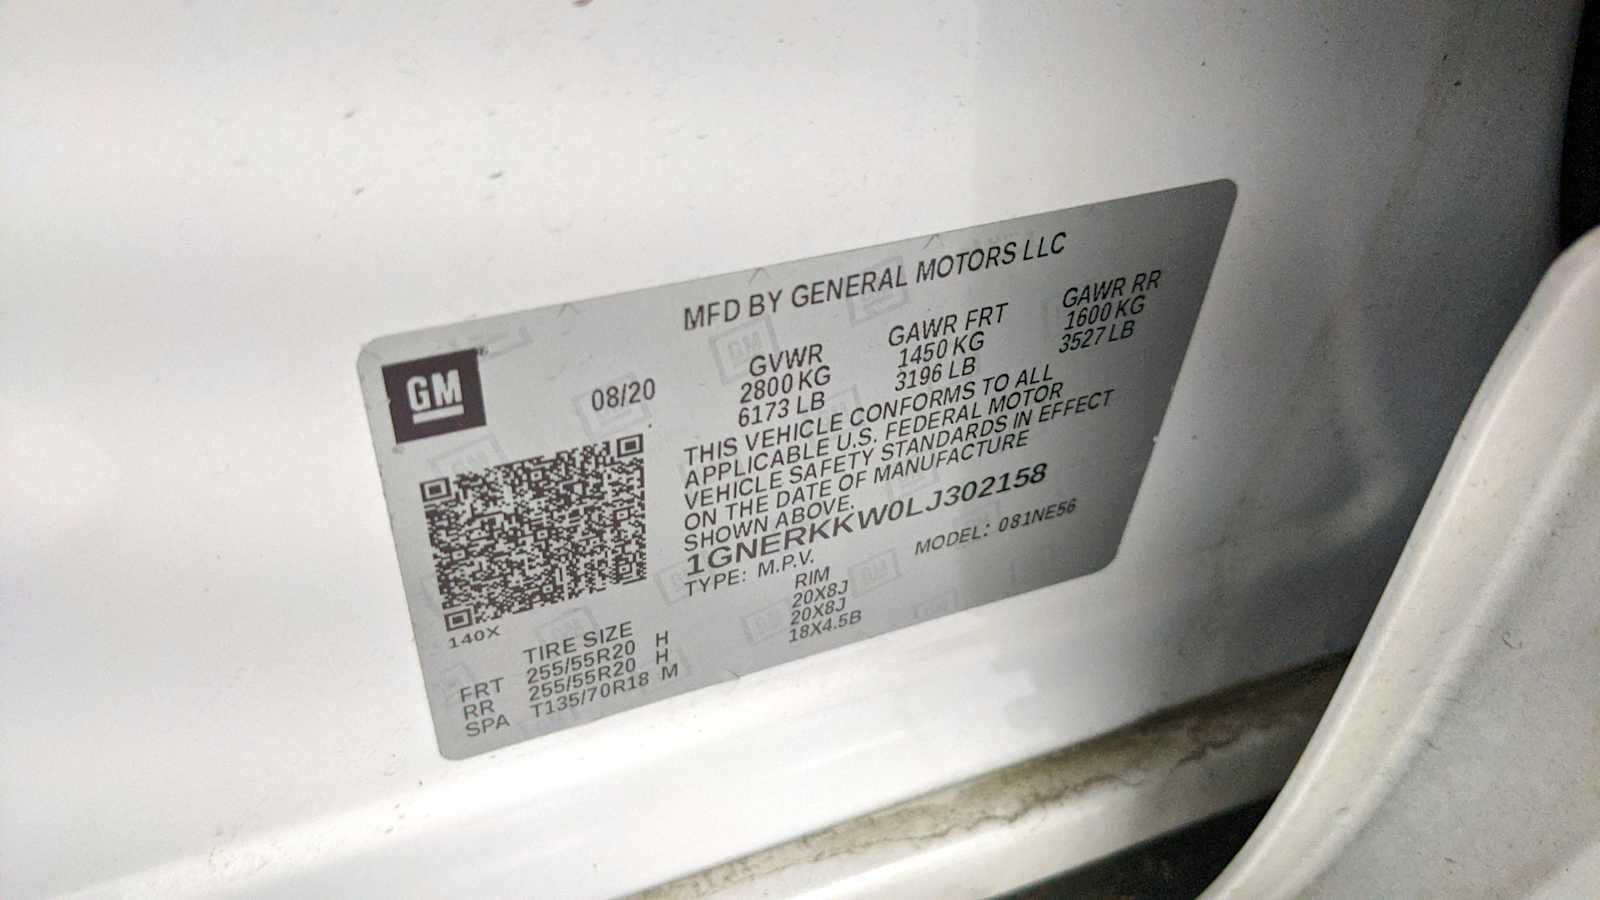 MFD BY GENERAL MOTORS LLC
GM
08/20
GVWR GAWR FRT GAWR RR
2800 KG 1450 KG 1600 KG
6173 LB 3196 LB 3527 LB
THIS VEHICLE CONFORMS TO ALL
APPLICABLE U.S. FEDERAL MOTOR
VEHICLE SAFETY STANDARDS IN EFFECT
ON THE DATE OF MANUFACTURE
SHOWN ABOVE.
1GNERKKW0LJ302158
TYPE: M.P.V. MODEL: 081NE56
140X
TIRE SIZE RIM
FRT 255/55R20 H 20X8J
RR 255/55R20 H 20X8J
SPA T135/70R18 M 18X4.5B